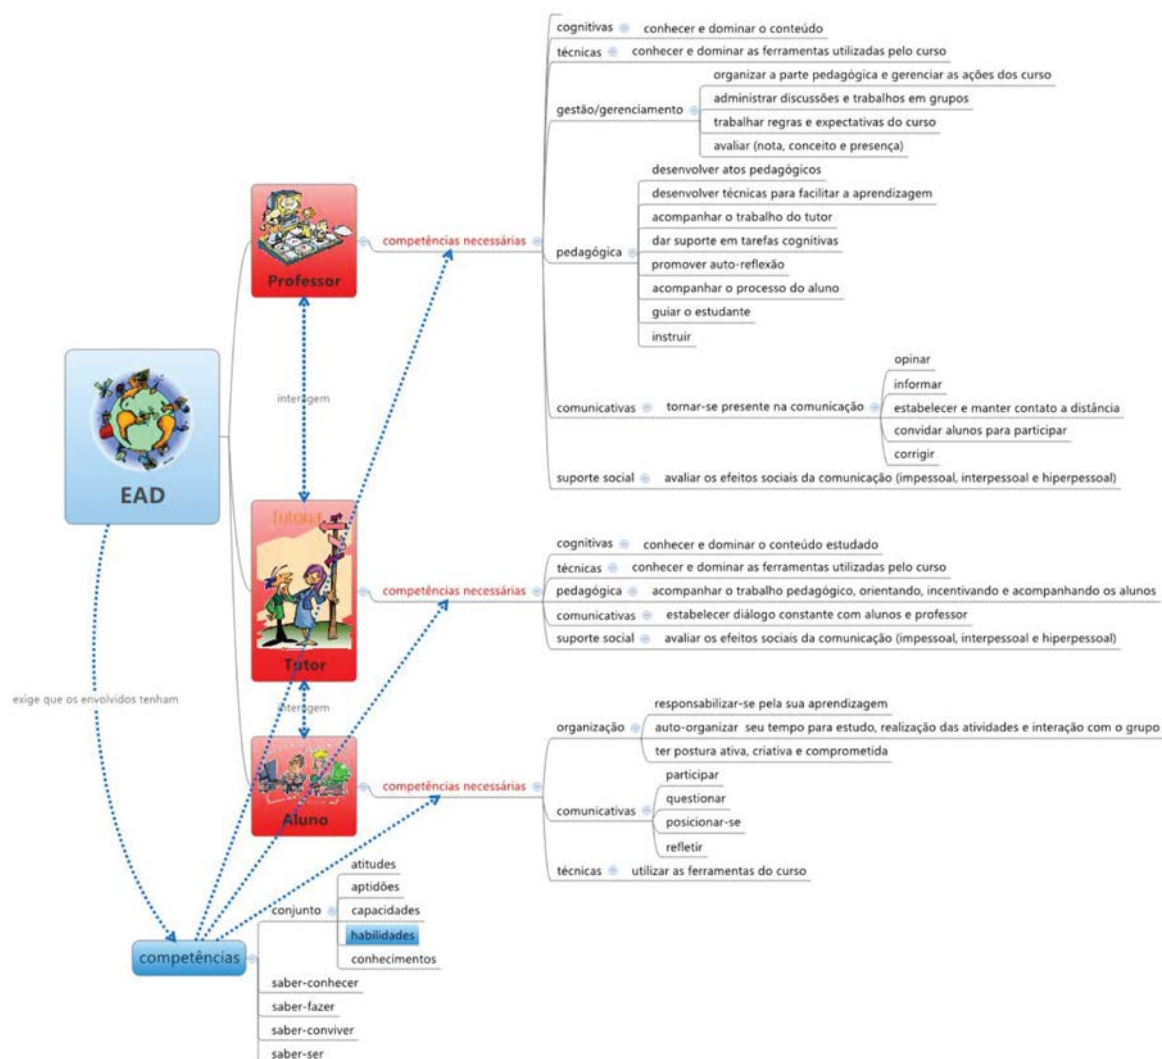 cognitivas conhecer e dominar o conteúdo
técnicas conhecer e dominar as ferramentas utilizadas pelo curso
gestão/gerenciamento
organizar a parte pedagógica e gerenciar as ações dos curso
administrar discussões e trabalhos em grupos
trabalhar regras e expectativas do curso
avaliar (nota, conceito e presença)
pedagógica
desenvolver atos pedagógicos
desenvolver técnicas para facilitar a aprendizagem
acompanhar o trabalho do tutor
dar suporte em tarefas cognitivas
promover auto-reflexão
acompanhar o processo do aluno
guiar o estudante
instruir
Professor
competências necessárias
comunicativas tornar-se presente na comunicação
opinar
informar
estabelecer e manter contato a distância
convidar alunos para participar
corrigir
suporte social avaliar os efeitos sociais da comunicação (impessoal, interpessoal e hiperpessoal)
interagem
EAD
Tutoria
Tutor
competências necessárias
cognitivas conhecer e dominar o conteúdo estudado
técnicas conhecer e dominar as ferramentas utilizadas pelo curso
pedagógica acompanhar o trabalho pedagógico, orientando, incentivando e acompanhando os alunos
comunicativas estabelecer diálogo constante com alunos e professor
suporte social avaliar os efeitos sociais da comunicação (impessoal, interpessoal e hiperpessoal)
interagem
exige que os envolvidos tenham
Aluno
competências necessárias
organização
responsabilizar-se pela sua aprendizagem
auto-organizar seu tempo para estudo, realização das atividades e interação com o grupo
ter postura ativa, criativa e comprometida
comunicativas
participar
questionar
posicionar-se
refletir
técnicas utilizar as ferramentas do curso
competências
conjunto
atitudes
aptidões
capacidades
habilidades
conhecimentos
saber-conhecer
saber-fazer
saber-conviver
saber-ser